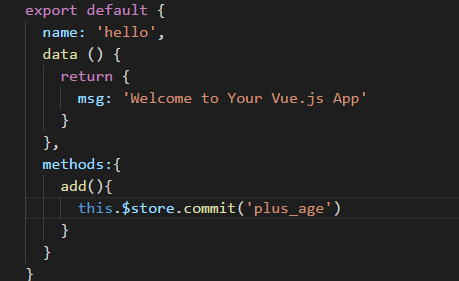 export default {
  name: 'hello',
  data () {
    return {
      msg: 'Welcome to Your Vue.js App'
    }
  },
  methods:{
    add(){
      this.$store.commit('plus_age')
    }
  }
}